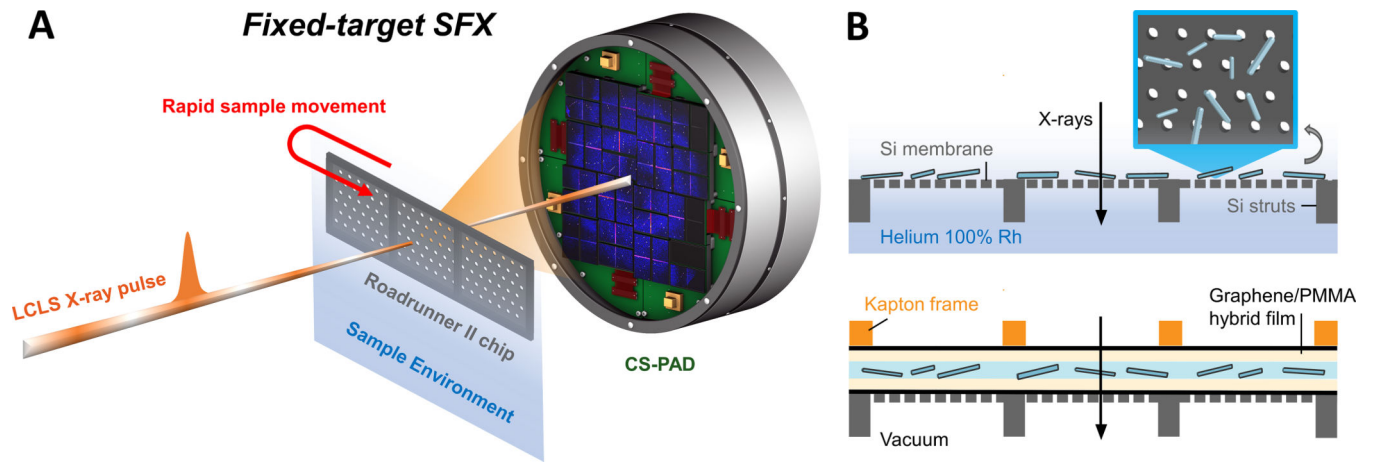 A
Fixed-target SFX
Rapid sample movement
LCLS X-ray pulse
Roadrunner II chip
Sample Environment
CS-PAD
B
X-rays
Si membrane
Si struts
Helium 100% Rh
Kapton frame
Graphene/PMMA
hybrid film
Vacuum